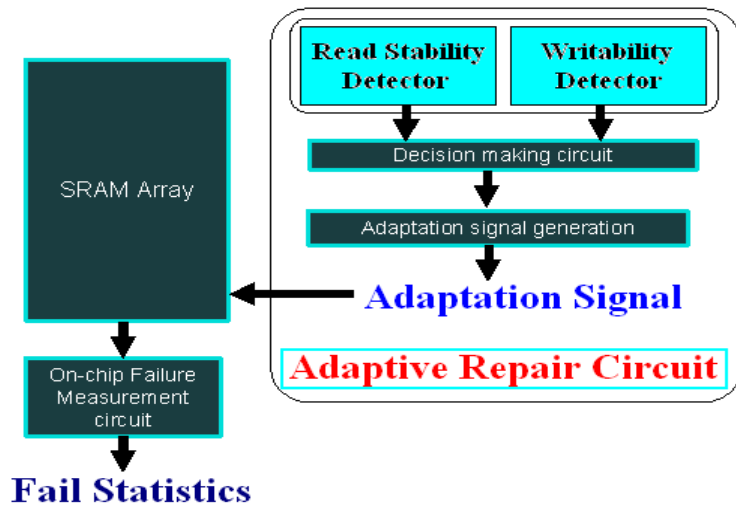 Read Stability
Detector
Writability
Detector
SRAM Array
Decision making circuit
Adaptation signal generation
Adaptation Signal
Adaptive Repair Circuit
On-chip Failure
Measurement
circuit
Fail Statistics